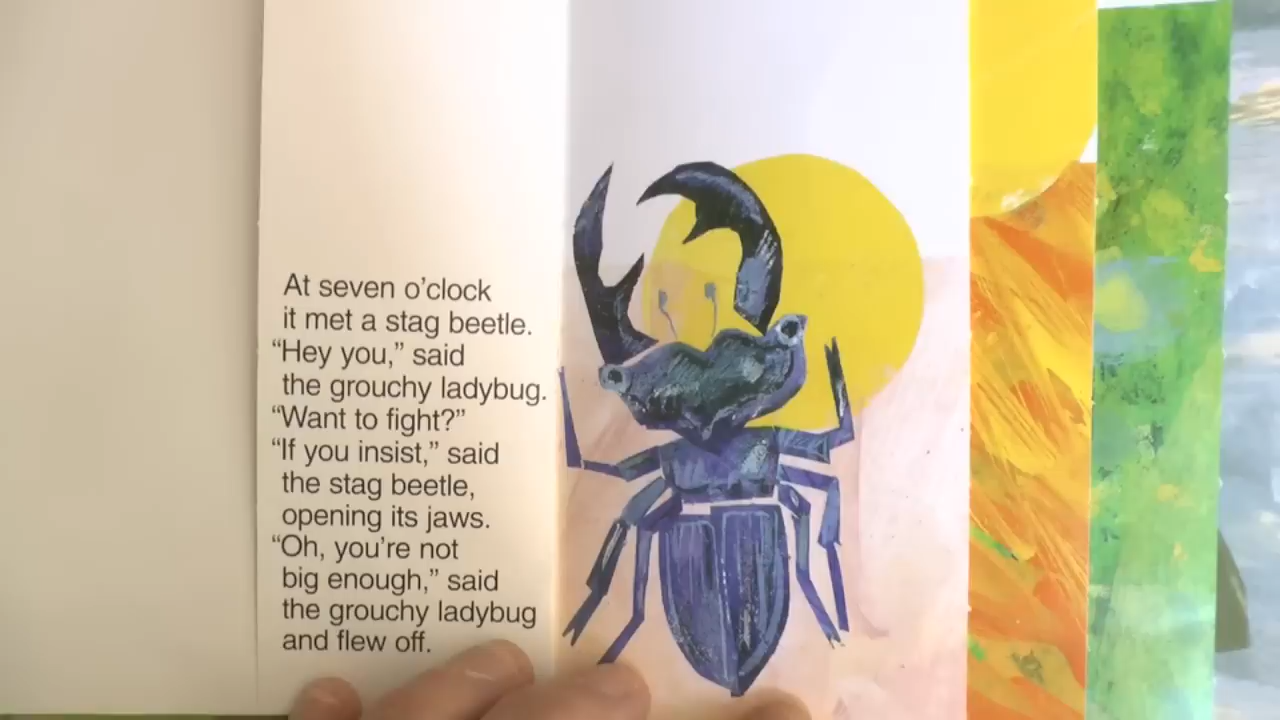 At seven o’clock
it met a stag beetle.
“Hey you,” said
the grouchy ladybug.
“Want to fight?”
“If you insist,” said
the stag beetle,
opening its jaws.
“Oh, you’re not
big enough,” said
the grouchy ladybug
and flew off.